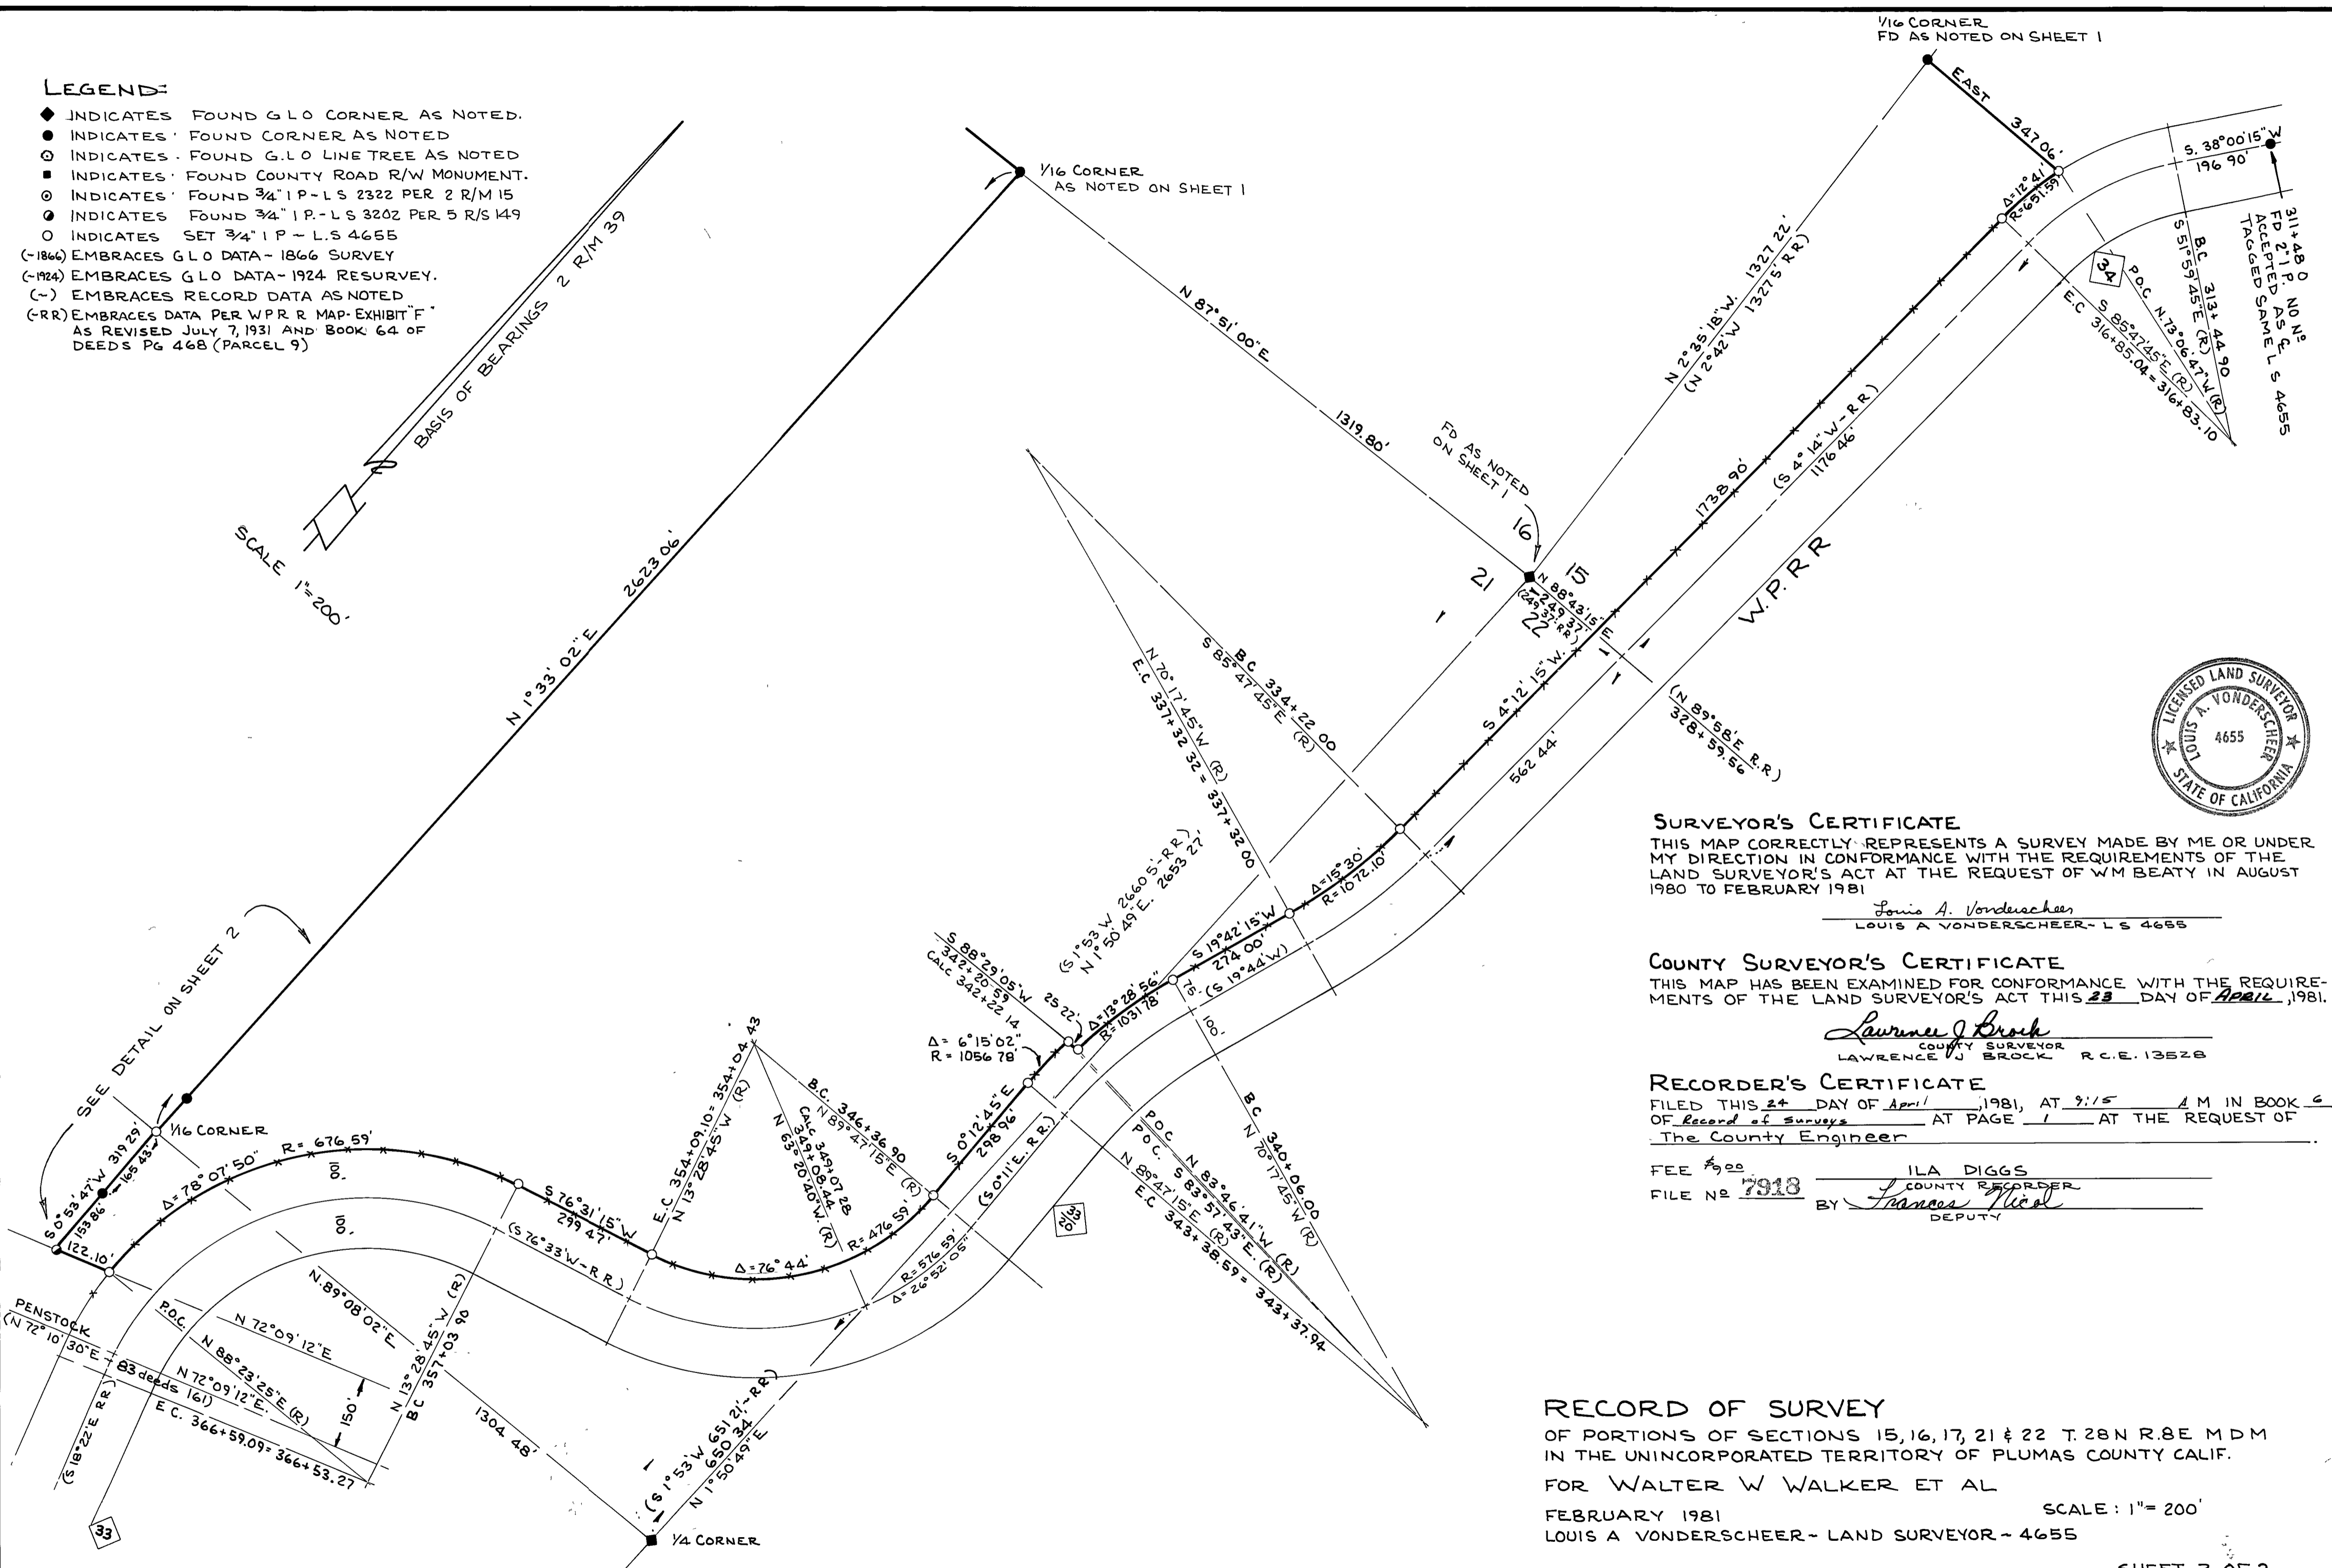 LEGEND=
◆ INDICATES FOUND G L O CORNER AS NOTED.
● INDICATES FOUND CORNER AS NOTED
INDICATES FOUND G.L.O LINE TREE AS NOTED
■ INDICATES FOUND COUNTY ROAD R/W MONUMENT.
INDICATES FOUND 3/4" I P - L S 2322 PER 2 R/M 15
INDICATES FOUND 3/4" I P. - L S 3202 PER 5 R/S 149
O INDICATES SET 3/4" I P ~ L.S 4655
(~1866) EMBRACES G L O DATA ~ 1866 SURVEY
(~1924) EMBRACES G L O DATA ~ 1924 RESURVEY.
(~) EMBRACES RECORD DATA AS NOTED
(-RR) EMBRACES DATA PER W P R R MAP - EXHIBIT "F"
AS REVISED JULY 7, 1931 AND BOOK 64 OF
DEEDS PG 468 (PARCEL 9)
BASIS OF BEARINGS 2 R/M 39
SCALE 1"=200'
1/16 CORNER
AS NOTED ON SHEET 1
1/16 CORNER
FD AS NOTED ON SHEET 1
EAST
347 06'
Δ=12°41'
R=651.59'
S. 38°00'15" W
196 90'
311+48 0
FD 2" I P. NO Nº
ACCEPTED AS ℄
TAGGED SAME L S 4655
B.C 313+44 90
S 51°59'45"E (R)
34
P.O.C N.73°06'47"W (R)
S 85°47'45"E (R)
E.C 316+85.04 = 316+83.10
N 87°51'00"E
1319.80'
N 2°35'18"W. 1327 22'
(N 2°42'W 1327 5' RR)
FD AS NOTED
ON SHEET 1
16
15
21
22
N 88°43'15" E
249 37'
(249 37' RR)
(N 89°58'E R.R)
328+59.56
1738 90'
(S 4°14" W-RR)
1176 46'
W. P. R R
S 4°12'15" W.
562 44'
N 1°33'02" E
2623 06'
B C 334+22 00
S 85°47'45"E (R)
N 70°17'45"W (R)
E.C 337+32 32 = 337+32 00
Δ=15°30'
R=1072.10'
S 19°42'15" W
274 00'
(S 19°44'W)
75'
100'
(S 1°53 W 2660 5'-RR)
N 1°50'49"E. 2653 27'
S 88°29'05" W
342+20 59
CALC 342+22 14
25 22'
Δ=13°28'56"
R=1031 78'
Δ= 6°15'02"
R = 1056 78'
S 0°12'45" E
298 96'
(S 0°11'E. R R.)
B C 340+06.00
N 70°17'45"W (R)
P O C N 83°46'41"W (R)
P O C. S 83°57'43"E. (R)
N 89°47'15"E (R)
E.C 343+38.59 = 343+37.94
B.C. 346+36 90
N 89°47'15"E (R)
CALC 349+07 28
349+08.44
N 63°20'40"W. (R)
E.C 354+09.10 = 354+04 43
N 13°28'45"W (R)
R= 476 59'
R= 576 59'
Δ= 26°52'05"
Δ=76°44'
S 76°31'15" W
299 47'
(S 76°33'W-R R)
R= 676 59'
Δ=78°07'50"
100'
100'
SEE DETAIL ON SHEET 2
1/16 CORNER
S 0°53'47"W 319 29'
165 43'
153 86'
122.10'
PENSTOCK
(N 72°10'30"E 83 deeds 161)
N 72°09'12"E.
N 72°09'12"E
P.O.C.
N 88°23'25"E (R)
E C. 366+59.09 = 366+53.27
150'
N 13°28'45"W (R)
BC 357+03 90
N.89°08'02"E
1304 48'
(S 18°22'E RR)
33
(S 1°53'W 651 21'-RR)
650 34'
N 1°50'49"E
1/4 CORNER
LICENSED LAND SURVEYOR
LOUIS A. VONDERSCHEER
4655
STATE OF CALIFORNIA
SURVEYOR'S CERTIFICATE
THIS MAP CORRECTLY REPRESENTS A SURVEY MADE BY ME OR UNDER
MY DIRECTION IN CONFORMANCE WITH THE REQUIREMENTS OF THE
LAND SURVEYOR'S ACT AT THE REQUEST OF WM BEATY IN AUGUST
1980 TO FEBRUARY 1981
Louis A. Vonderscheer
LOUIS A VONDERSCHEER - L S 4655
COUNTY SURVEYOR'S CERTIFICATE
THIS MAP HAS BEEN EXAMINED FOR CONFORMANCE WITH THE REQUIRE-
MENTS OF THE LAND SURVEYOR'S ACT THIS 23 DAY OF APRIL, 1981.
Lawrence J Brock
COUNTY SURVEYOR
LAWRENCE J BROCK R.C.E. 13528
RECORDER'S CERTIFICATE
FILED THIS 24 DAY OF April, 1981, AT 9:15 A M IN BOOK 6
OF Record of Surveys AT PAGE 1 AT THE REQUEST OF
The County Engineer
FEE $9 00
ILA DIGGS
COUNTY RECORDER
FILE Nº 7918
BY Frances Nicol
DEPUTY
RECORD OF SURVEY
OF PORTIONS OF SECTIONS 15, 16, 17, 21 & 22 T. 28N R.8E M D M
IN THE UNINCORPORATED TERRITORY OF PLUMAS COUNTY CALIF.
FOR WALTER W WALKER ET AL
FEBRUARY 1981
SCALE : 1"= 200'
LOUIS A VONDERSCHEER ~ LAND SURVEYOR ~ 4655